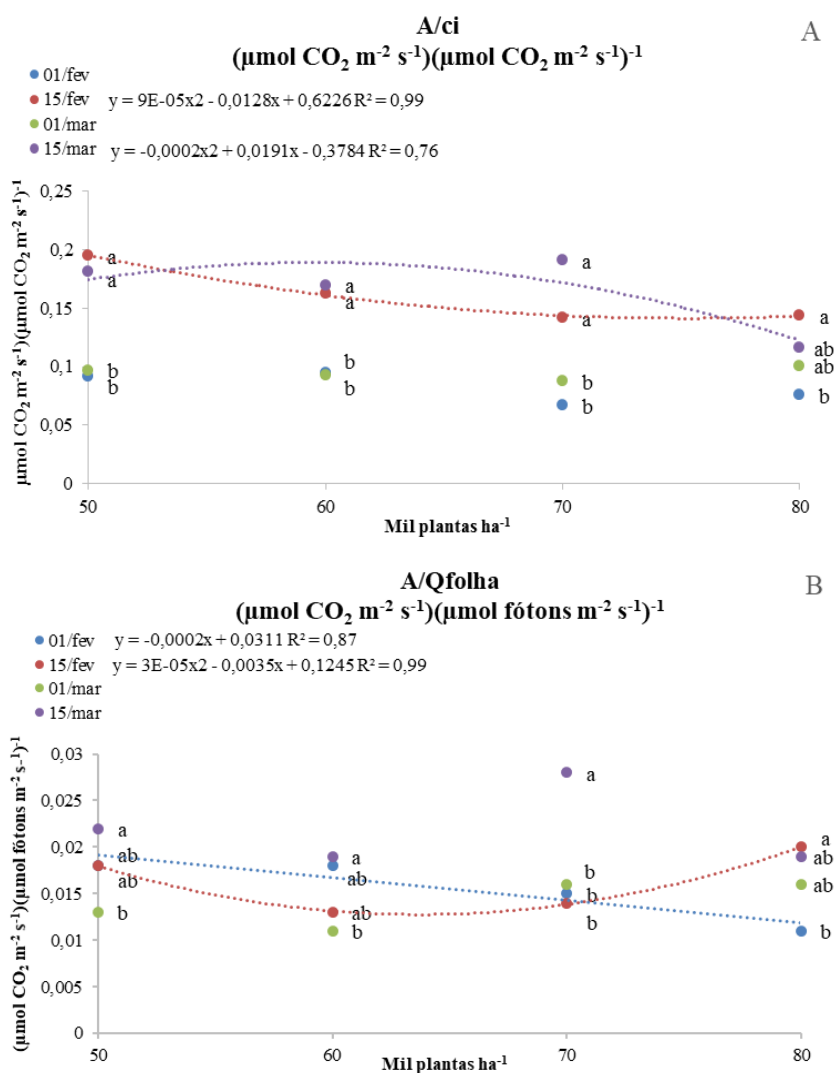 A/ci
A
(µmol CO₂ m⁻² s⁻¹)(µmol CO₂ m⁻² s⁻¹)⁻¹
01/fev
15/fev y = 9E-05x2 - 0,0128x + 0,6226 R² = 0,99
01/mar
15/mar y = -0,0002x2 + 0,0191x - 0,3784 R² = 0,76
µmol CO₂ m⁻² s⁻¹)(µmol CO₂ m⁻² s⁻¹)⁻¹
0,25
0,2
0,15
0,1
0,05
0
a
a
b
b
a
a
b
b
a
a
b
b
a
ab
ab
b
50 60 70 80
Mil plantas ha⁻¹
A/Qfolha
B
(µmol CO₂ m⁻² s⁻¹)(µmol fótons m⁻² s⁻¹)⁻¹
01/fev y = -0,0002x + 0,0311 R² = 0,87
15/fev y = 3E-05x2 - 0,0035x + 0,1245 R² = 0,99
01/mar
15/mar
(µmol CO₂ m⁻² s⁻¹)(µmol fótons m⁻² s⁻¹)⁻¹
0,03
0,025
0,02
0,015
0,01
0,005
0
a
ab
ab
b
a
ab
ab
b
a
b
b
b
a
ab
ab
b
50 60 70 80
Mil plantas ha⁻¹